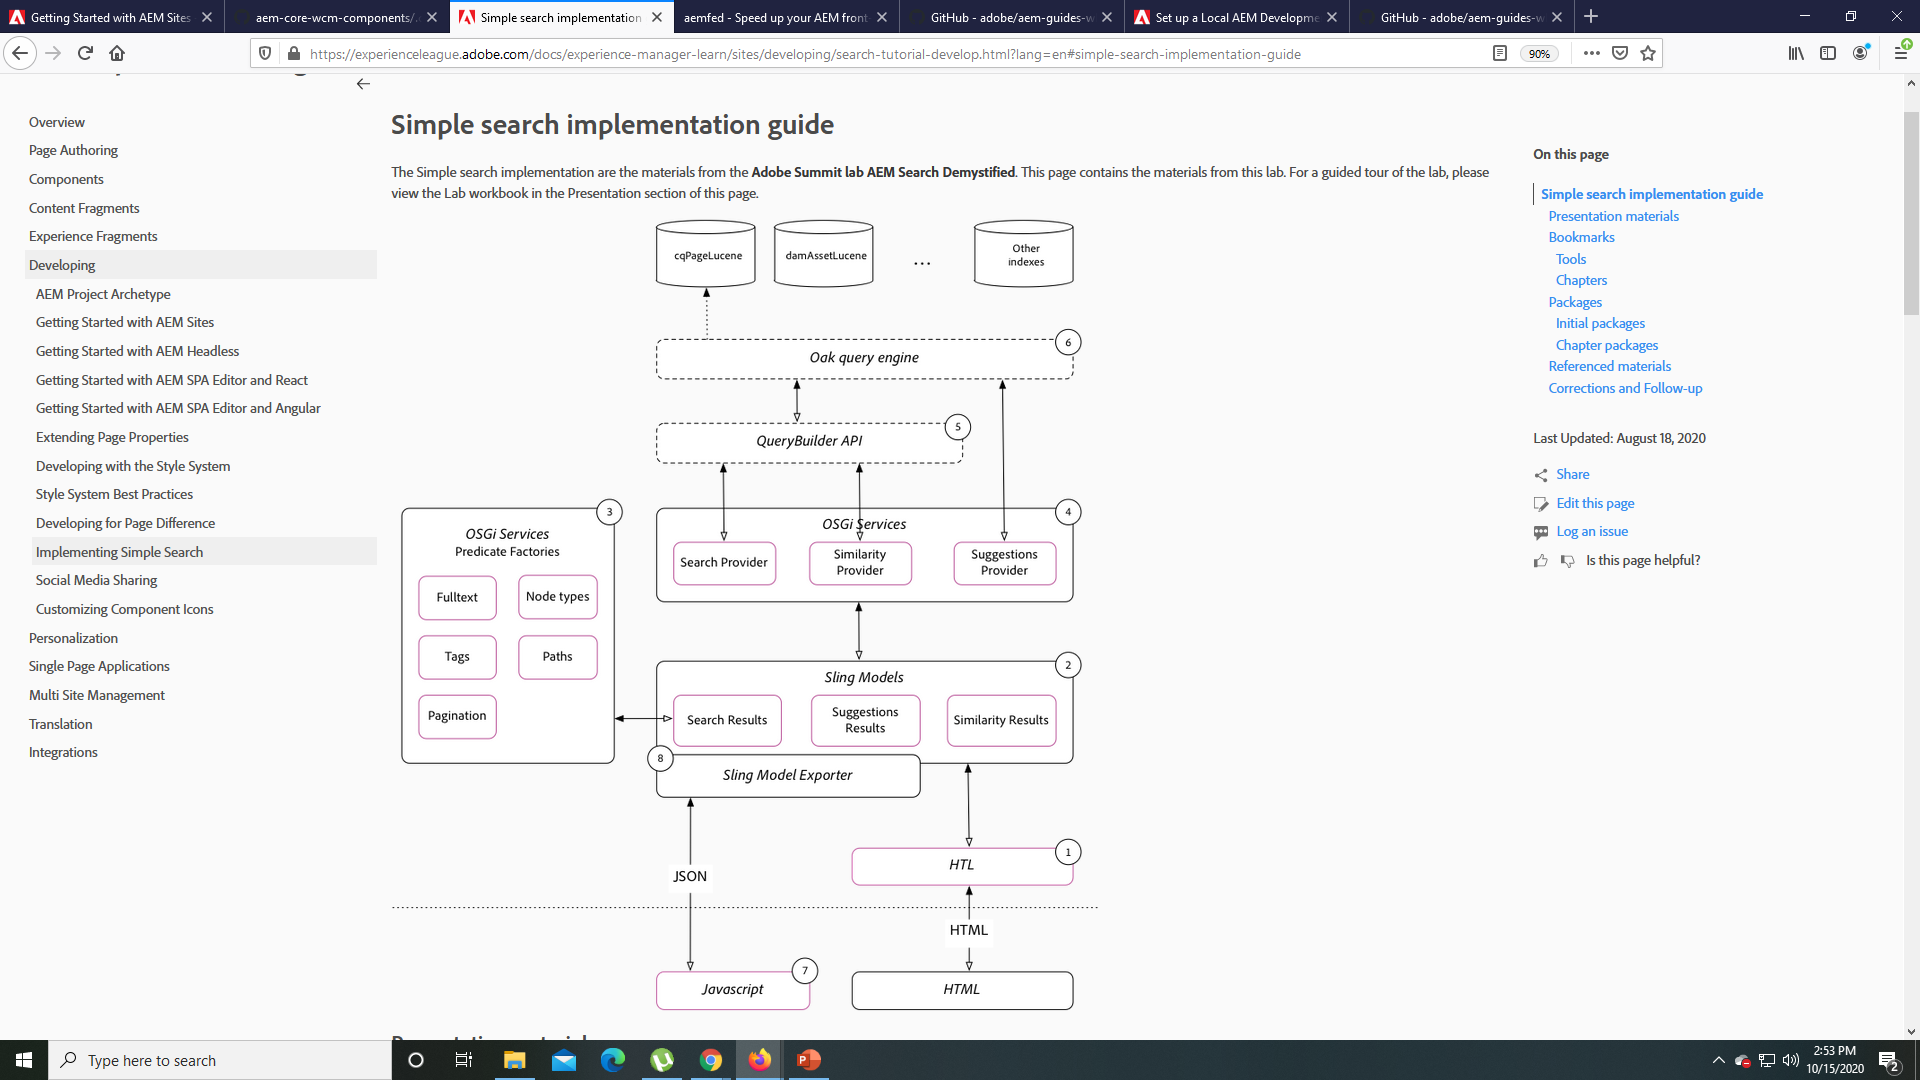 Getting Started with AEM Sites
aem-core-wcm-components/.
Simple search implementation
aemfed - Speed up your AEM front
GitHub - adobe/aem-guides-w
Set up a Local AEM Developme
GitHub - adobe/aem-guides-w
https://experienceleague.adobe.com/docs/experience-manager-learn/sites/developing/search-tutorial-develop.html?lang=en#simple-search-implementation-guide
90%
Overview
Page Authoring
Components
Content Fragments
Experience Fragments
Developing
AEM Project Archetype
Getting Started with AEM Sites
Getting Started with AEM Headless
Getting Started with AEM SPA Editor and React
Getting Started with AEM SPA Editor and Angular
Extending Page Properties
Developing with the Style System
Style System Best Practices
Developing for Page Difference
Implementing Simple Search
Social Media Sharing
Customizing Component Icons
Personalization
Single Page Applications
Multi Site Management
Translation
Integrations
Simple search implementation guide
The Simple search implementation are the materials from the Adobe Summit lab AEM Search Demystified. This page contains the materials from this lab. For a guided tour of the lab, please
view the Lab workbook in the Presentation section of this page.
cqPageLucene
damAssetLucene
...
Other
indexes
6
Oak query engine
5
QueryBuilder API
3
OSGi Services
Predicate Factories
Fulltext
Node types
Tags
Paths
Pagination
4
OSGi Services
Search Provider
Similarity
Provider
Suggestions
Provider
2
Sling Models
Search Results
Suggestions
Results
Similarity Results
8
Sling Model Exporter
1
HTL
JSON
HTML
7
Javascript
HTML
On this page
Simple search implementation guide
Presentation materials
Bookmarks
Tools
Chapters
Packages
Initial packages
Chapter packages
Referenced materials
Corrections and Follow-up
Last Updated: August 18, 2020
Share
Edit this page
Log an issue
Is this page helpful?
Type here to search
2:53 PM
10/15/2020
2